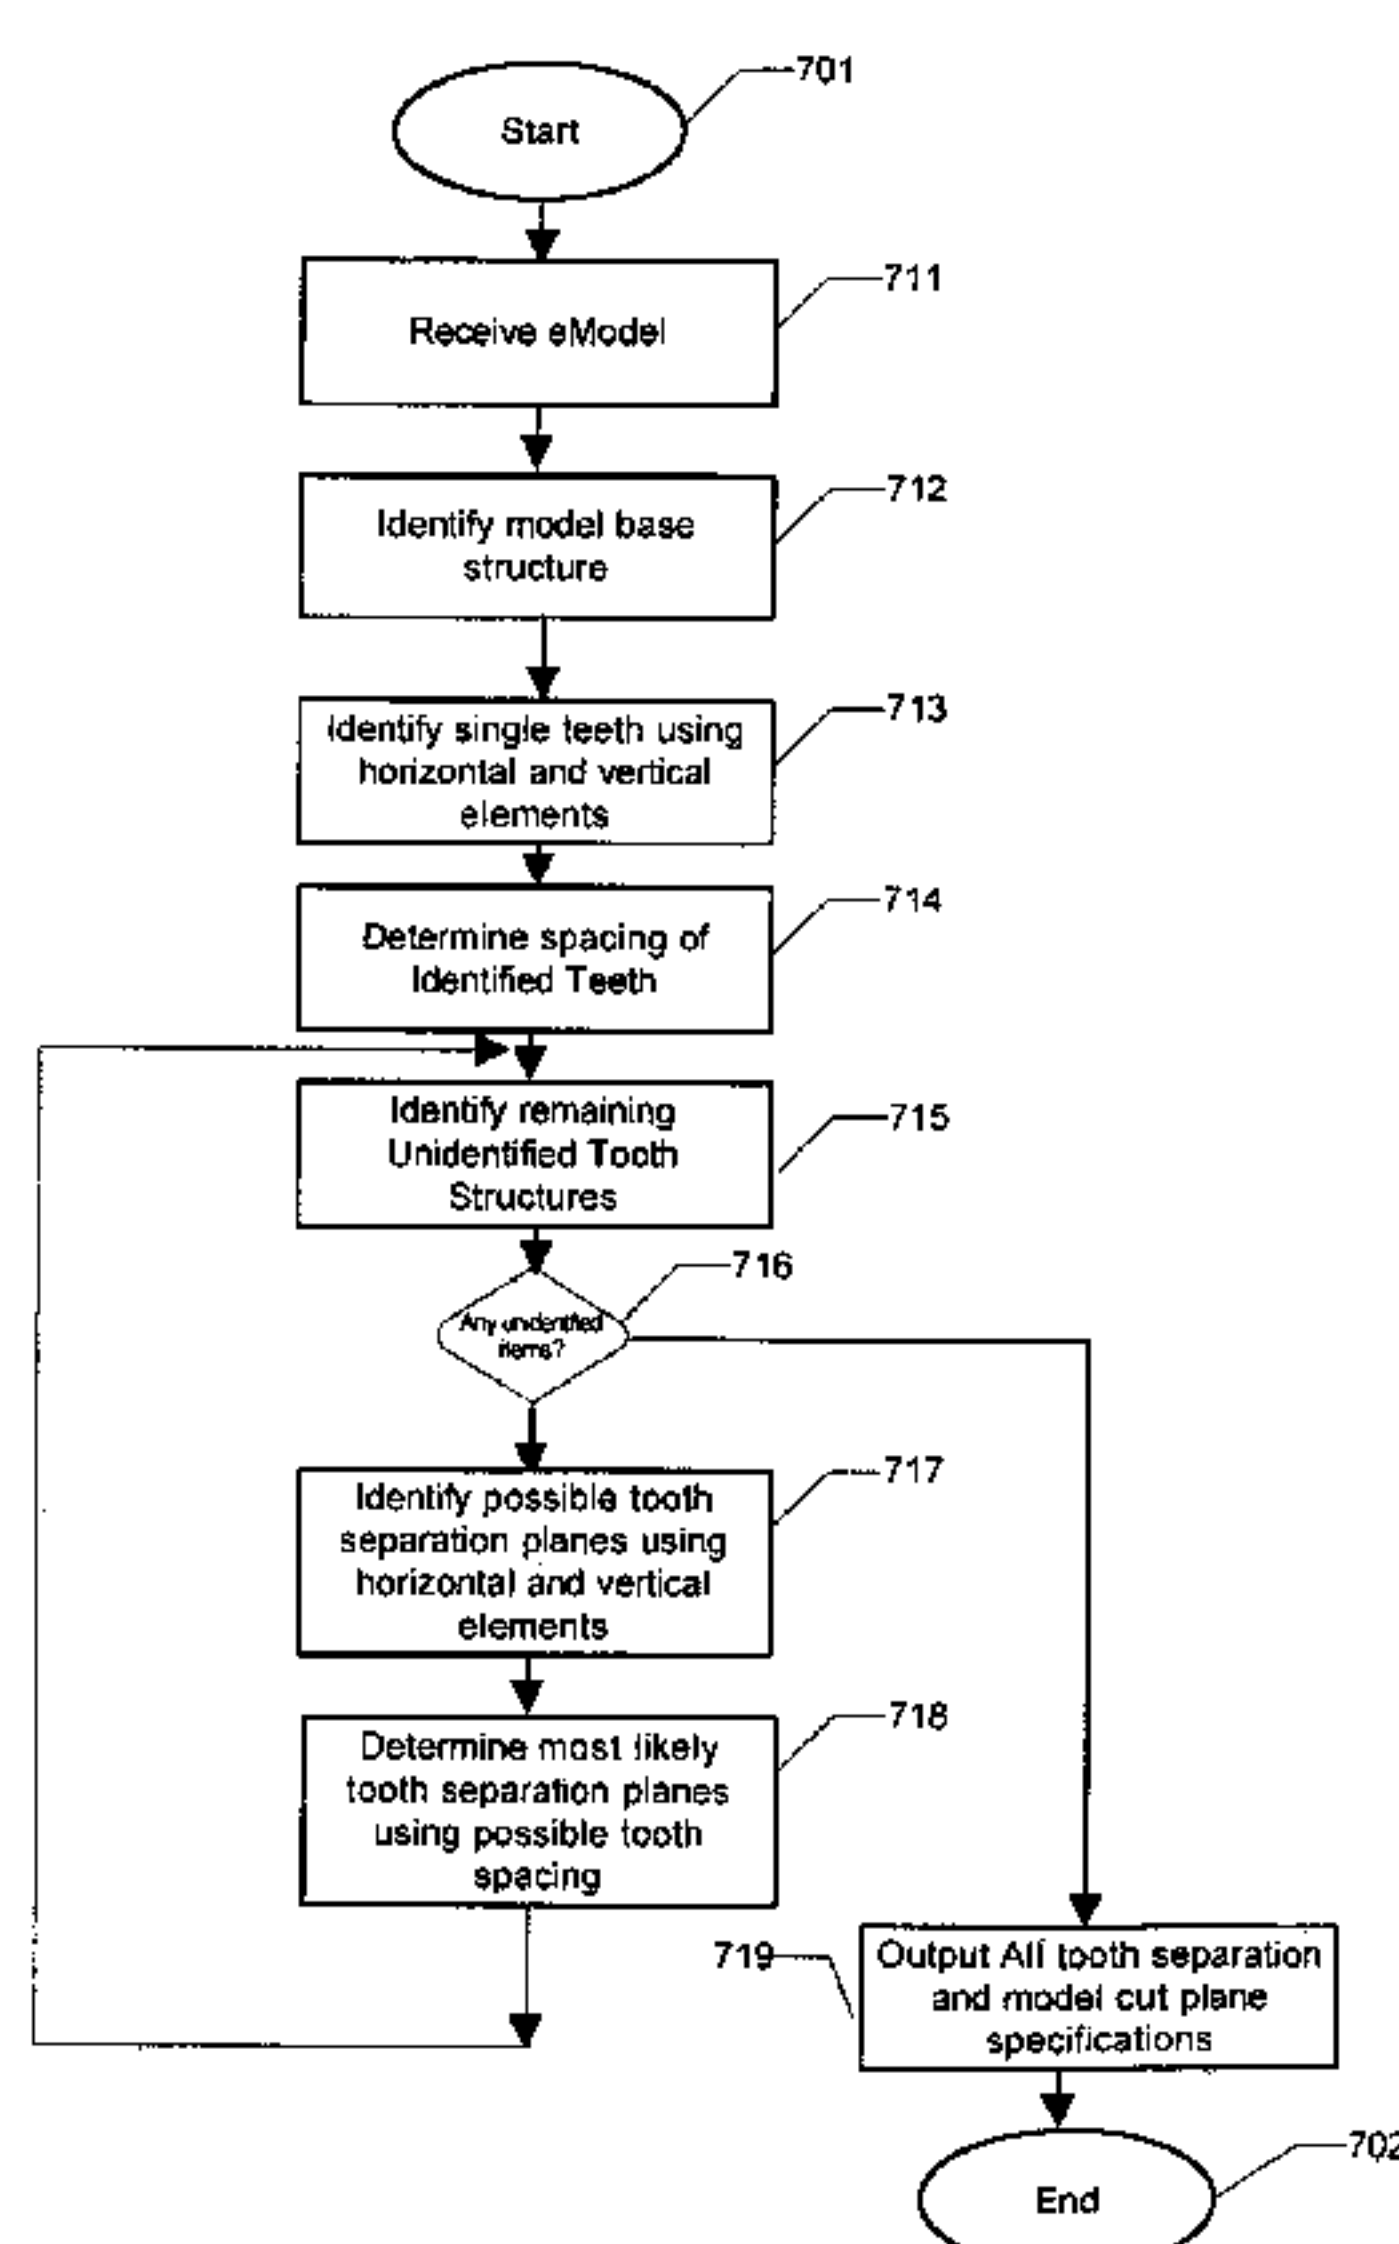 701
Start
711
Receive eModel
712
Identify model base
structure
713
Identify single teeth using
horizontal and vertical
elements
714
Determine spacing of
Identified Teeth
715
Identify remaining
Unidentified Tooth
Structures
716
Any unidentified
items?
717
Identify possible tooth
separation planes using
horizontal and vertical
elements
718
Determine most likely
tooth separation planes
using possible tooth
spacing
719
Output All tooth separation
and model cut plane
specifications
702
End